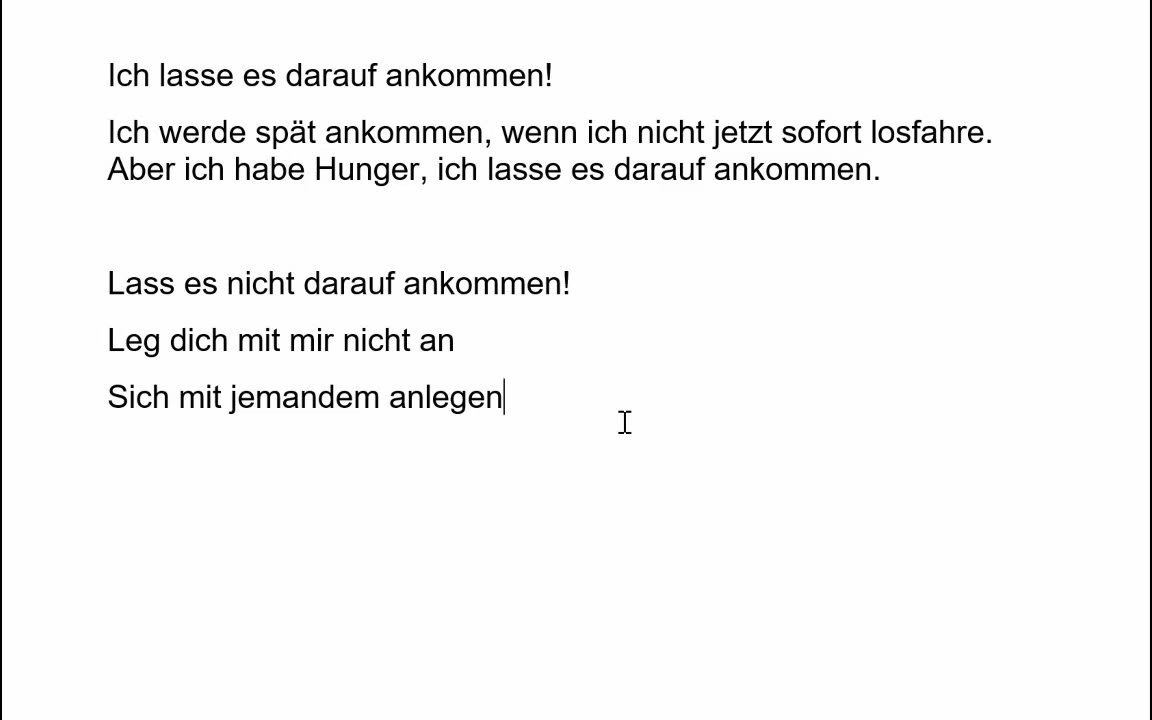 Ich lasse es darauf ankommen!
Ich werde spät ankommen, wenn ich nicht jetzt sofort losfahre.
Aber ich habe Hunger, ich lasse es darauf ankommen.
Lass es nicht darauf ankommen!
Leg dich mit mir nicht an
Sich mit jemandem anlegen